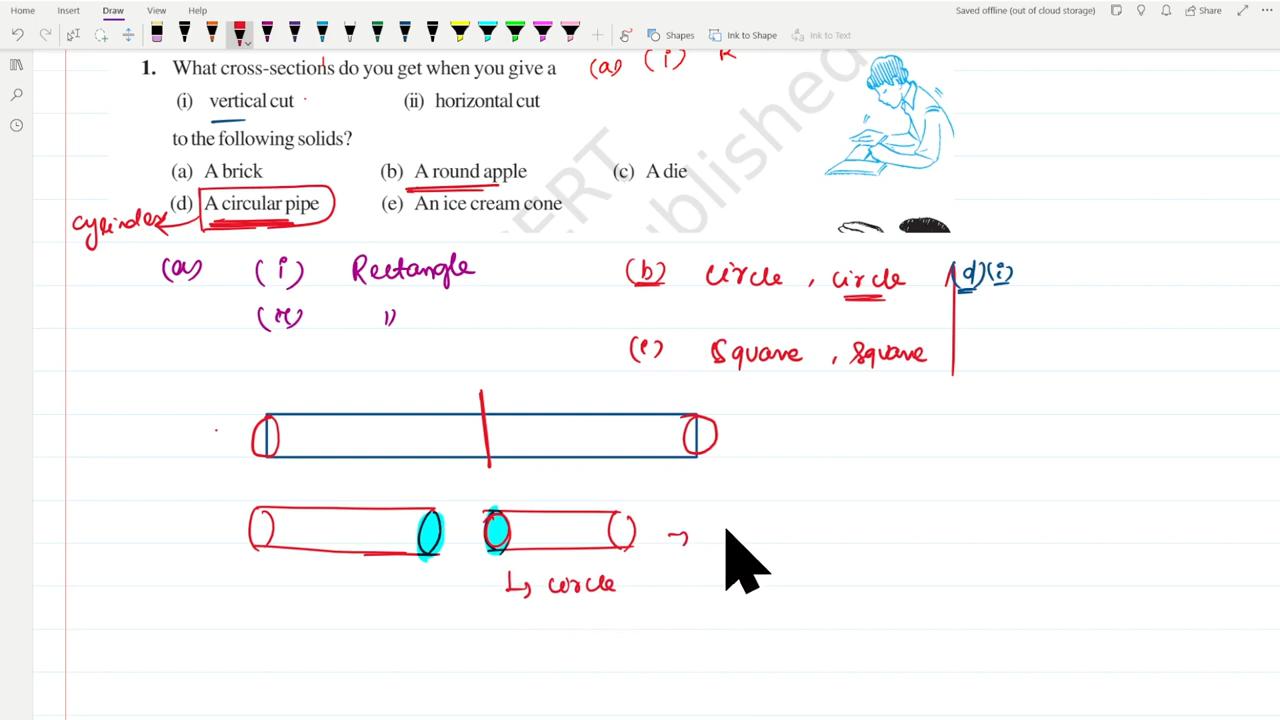 Home Insert Draw View Help Saved offline (out of cloud storage) Share
Shapes Ink to Shape Ink to Text
1. What cross-sections do you get when you give a (a) (i) R
(i) vertical cut (ii) horizontal cut
to the following solids?
(a) A brick (b) A round apple (c) A die
(d) A circular pipe (e) An ice cream cone
cylinder
NCERT
published
(a) (i) Rectangle (b) circle, circle (d)(i)
(ii) "
(c) Square, square
circle